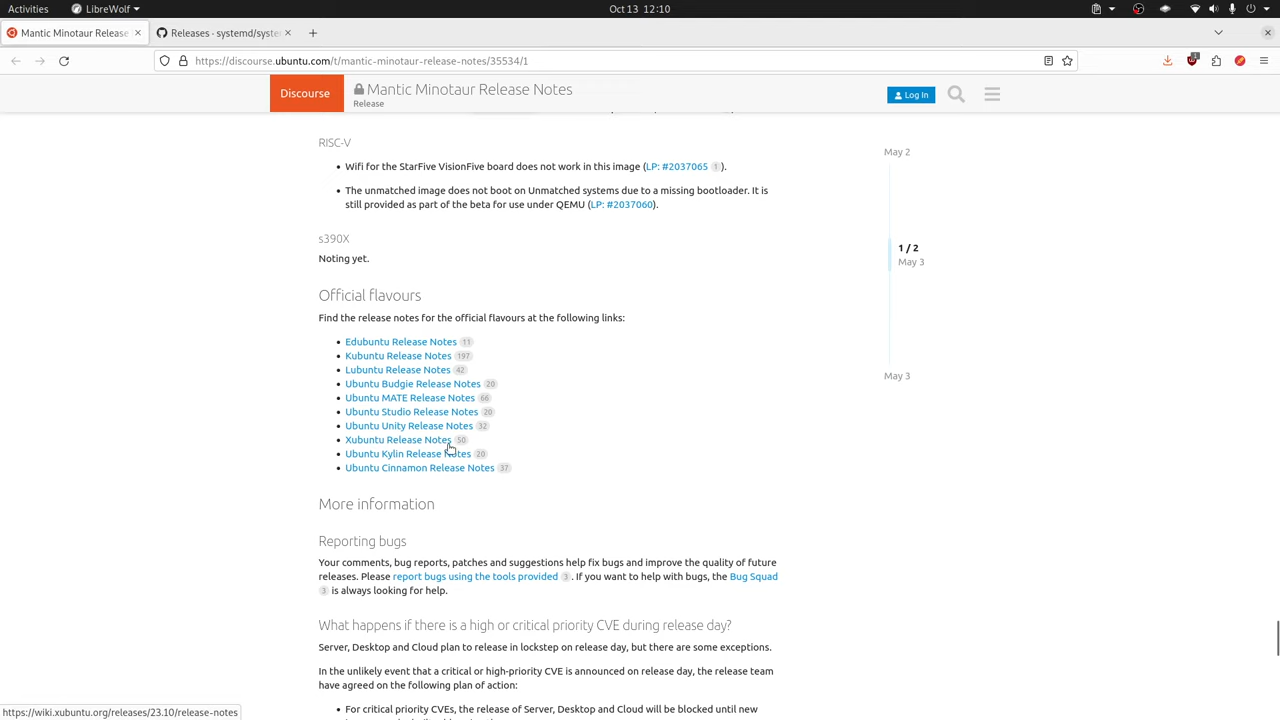 Activities
LibreWolf
Oct 13 12:10
Mantic Minotaur Release
Releases · systemd/syste
https://discourse.ubuntu.com/t/mantic-minotaur-release-notes/35534/1
1
Discourse
Mantic Minotaur Release Notes
Release
Log In
RISC-V
• Wifi for the StarFive VisionFive board does not work in this image (LP: #2037065 1 ).
• The unmatched image does not boot on Unmatched systems due to a missing bootloader. It is
still provided as part of the beta for use under QEMU (LP: #2037060).
s390X
Noting yet.
Official flavours
Find the release notes for the official flavours at the following links:
• Edubuntu Release Notes 11
• Kubuntu Release Notes 197
• Lubuntu Release Notes 42
• Ubuntu Budgie Release Notes 20
• Ubuntu MATE Release Notes 66
• Ubuntu Studio Release Notes 20
• Ubuntu Unity Release Notes 32
• Xubuntu Release Notes 50
• Ubuntu Kylin Release Notes 20
• Ubuntu Cinnamon Release Notes 37
More information
Reporting bugs
Your comments, bug reports, patches and suggestions help fix bugs and improve the quality of future
releases. Please report bugs using the tools provided 3 . If you want to help with bugs, the Bug Squad
3 is always looking for help.
What happens if there is a high or critical priority CVE during release day?
Server, Desktop and Cloud plan to release in lockstep on release day, but there are some exceptions.
In the unlikely event that a critical or high-priority CVE is announced on release day, the release team
have agreed on the following plan of action:
• For critical priority CVEs, the release of Server, Desktop and Cloud will be blocked until new
May 2
1 / 2
May 3
May 3
https://wiki.xubuntu.org/releases/23.10/release-notes